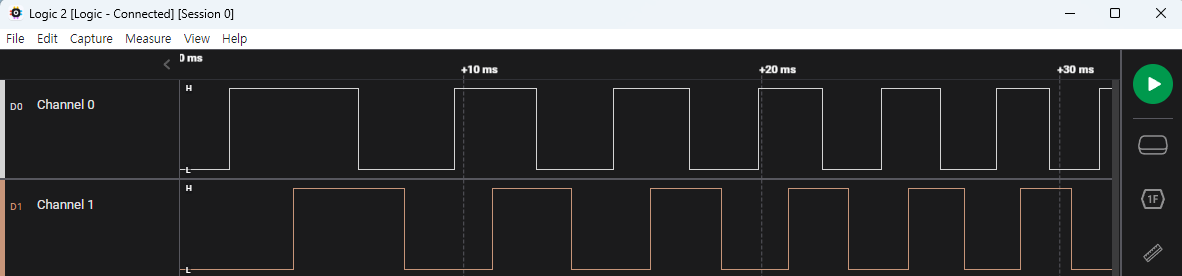 Logic 2 [Logic - Connected] [Session 0]
File Edit Capture Measure View Help
0 ms
+10 ms +20 ms +30 ms
D0 Channel 0 H
L
D1 Channel 1 H
L
1F